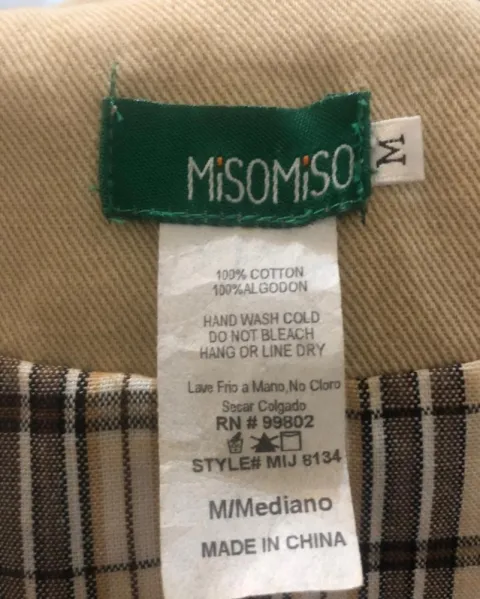 MiSOMiSO
M
100% COTTON
100%ALGODON
HAND WASH COLD
DO NOT BLEACH
HANG OR LINE DRY
Lave Frio a Mano,No Cloro
Secar Colgado
RN # 99802
STYLE# MIJ 8134
M/Mediano
MADE IN CHINA